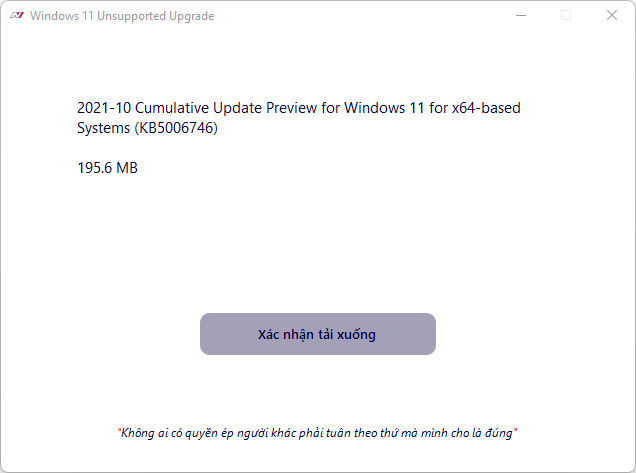 Windows 11 Unsupported Upgrade
2021-10 Cumulative Update Preview for Windows 11 for x64-based
Systems (KB5006746)
195.6 MB
Xác nhận tải xuống
"Không ai có quyền ép người khác phải tuân theo thứ mà mình cho là đúng"